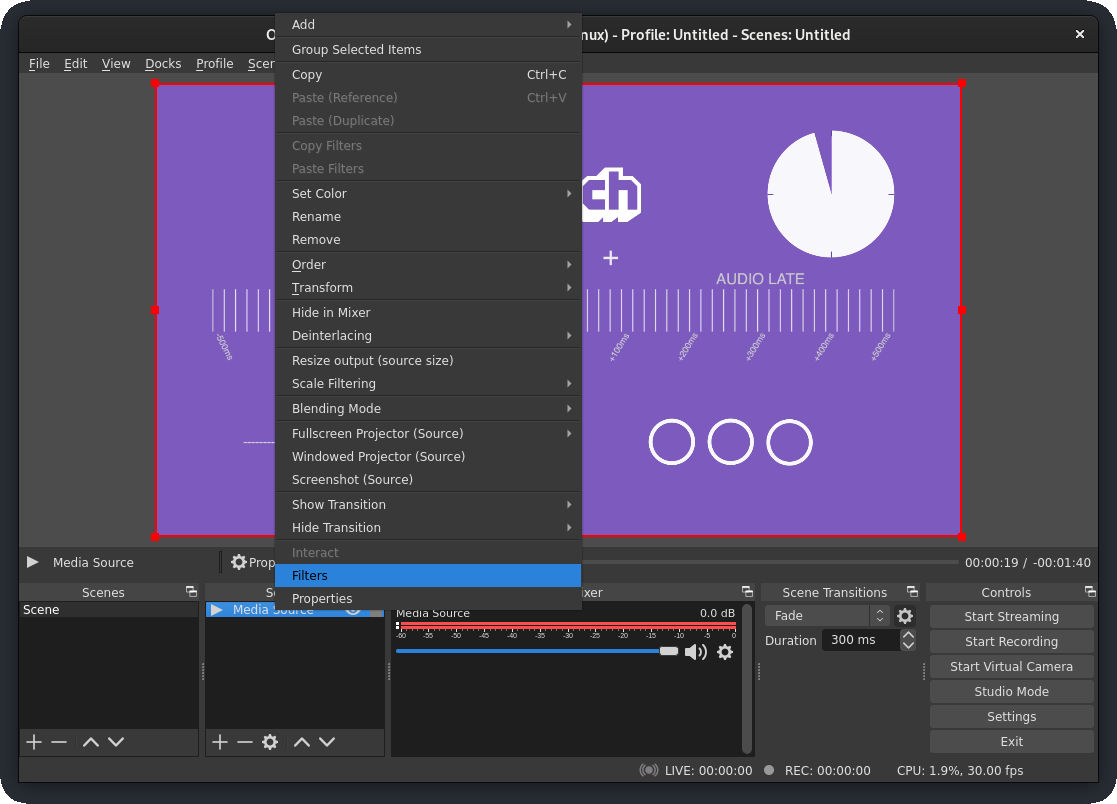 O
nux) - Profile: Untitled - Scenes: Untitled
File Edit View Docks Profile Scen
Add
Group Selected Items
Copy Ctrl+C
Paste (Reference) Ctrl+V
Paste (Duplicate)
Copy Filters
Paste Filters
Set Color
Rename
Remove
Order
Transform
Hide in Mixer
Deinterlacing
Resize output (source size)
Scale Filtering
Blending Mode
Fullscreen Projector (Source)
Windowed Projector (Source)
Screenshot (Source)
Show Transition
Hide Transition
Interact
Filters
Properties
ch
+
AUDIO LATE
-500ms +100ms +200ms +300ms +400ms +500ms
Media Source Prop 00:00:19 / -00:01:40
Scenes S xer Scene Transitions Controls
Scene
Media Source
Media Source 0.0 dB
-60 -55 -50 -45 -40 -35 -30 -25 -20 -15 -10 -5 0
Fade
Duration 300 ms
Start Streaming
Start Recording
Start Virtual Camera
Studio Mode
Settings
Exit
LIVE: 00:00:00 REC: 00:00:00 CPU: 1.9%, 30.00 fps